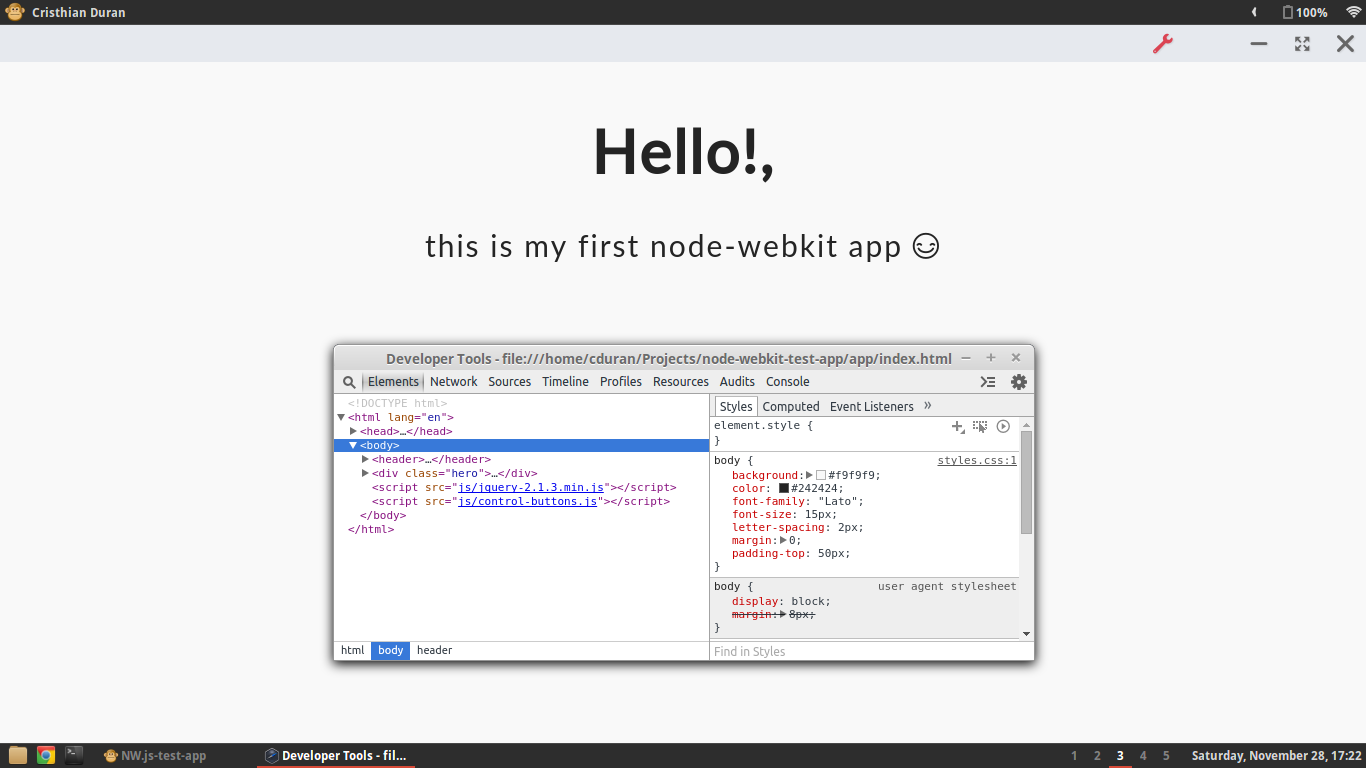 Cristhian Duran
100%
Hello!,
this is my first node-webkit app 😊
Developer Tools - file:///home/cduran/Projects/node-webkit-test-app/app/index.html
Elements Network Sources Timeline Profiles Resources Audits Console
<!DOCTYPE html>
<html lang="en">
<head>…</head>
<body>
<header>…</header>
<div class="hero">…</div>
<script src="js/jquery-2.1.3.min.js"></script>
<script src="js/control-buttons.js"></script>
</body>
</html>
html body header
Styles Computed Event Listeners »
element.style {
}
body { styles.css:1
background: #f9f9f9;
color: #242424;
font-family: "Lato";
font-size: 15px;
letter-spacing: 2px;
margin: 0;
padding-top: 50px;
}
body { user agent stylesheet
display: block;
margin: 8px;
}
Find in Styles
NW.js-test-app
Developer Tools - fil...
1 2 3 4 5
Saturday, November 28, 17:22